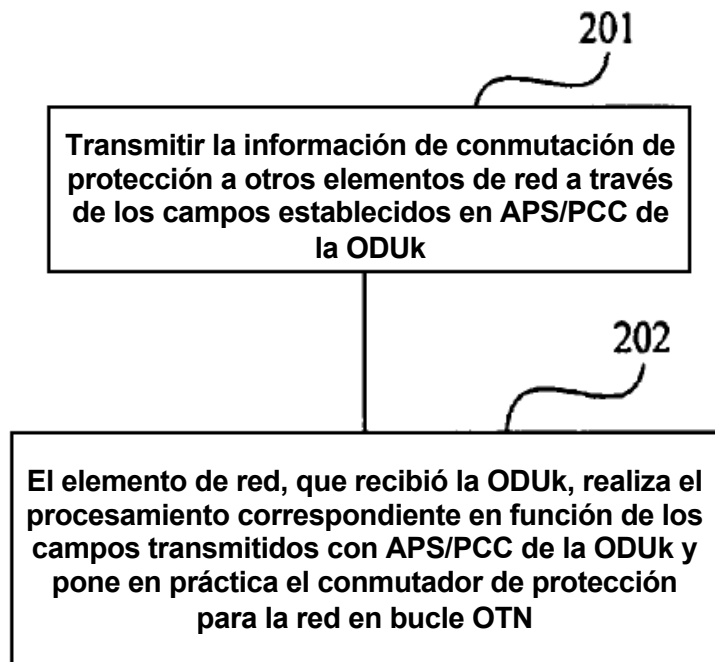 201
Transmitir la información de conmutación de
protección a otros elementos de red a través
de los campos establecidos en APS/PCC de
la ODUk
202
El elemento de red, que recibió la ODUk, realiza el
procesamiento correspondiente en función de los
campos transmitidos con APS/PCC de la ODUk y
pone en práctica el conmutador de protección
para la red en bucle OTN